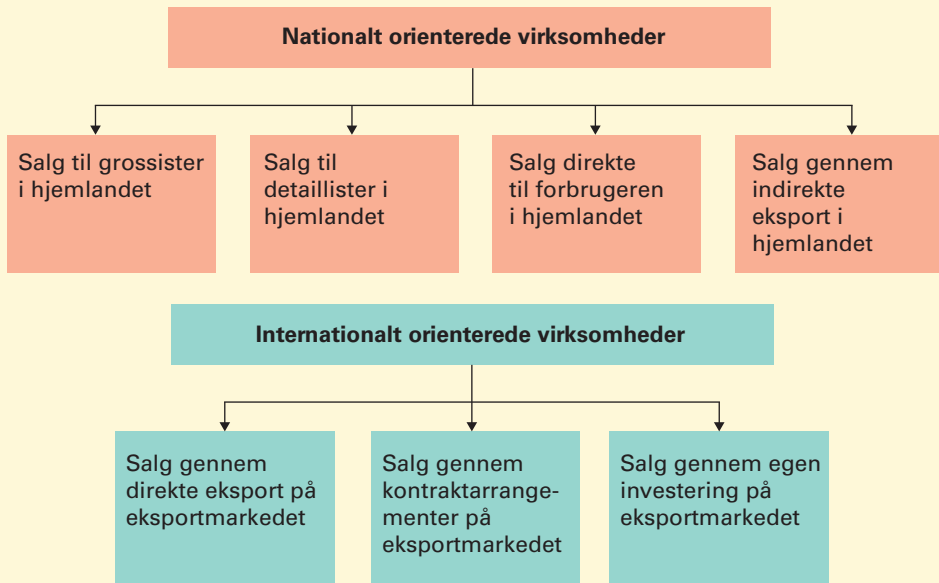 Nationalt orienterede virksomheder
Salg til grossister
i hjemlandet
Salg til
detaillister i
hjemlandet
Salg direkte
til forbrugeren
i hjemlandet
Salg gennem
indirekte
eksport i
hjemlandet
Internationalt orienterede virksomheder
Salg gennem
direkte eksport på
eksportmarkedet
Salg gennem
kontraktarrange-
menter på
eksportmarkedet
Salg gennem egen
investering på
eksportmarkedet